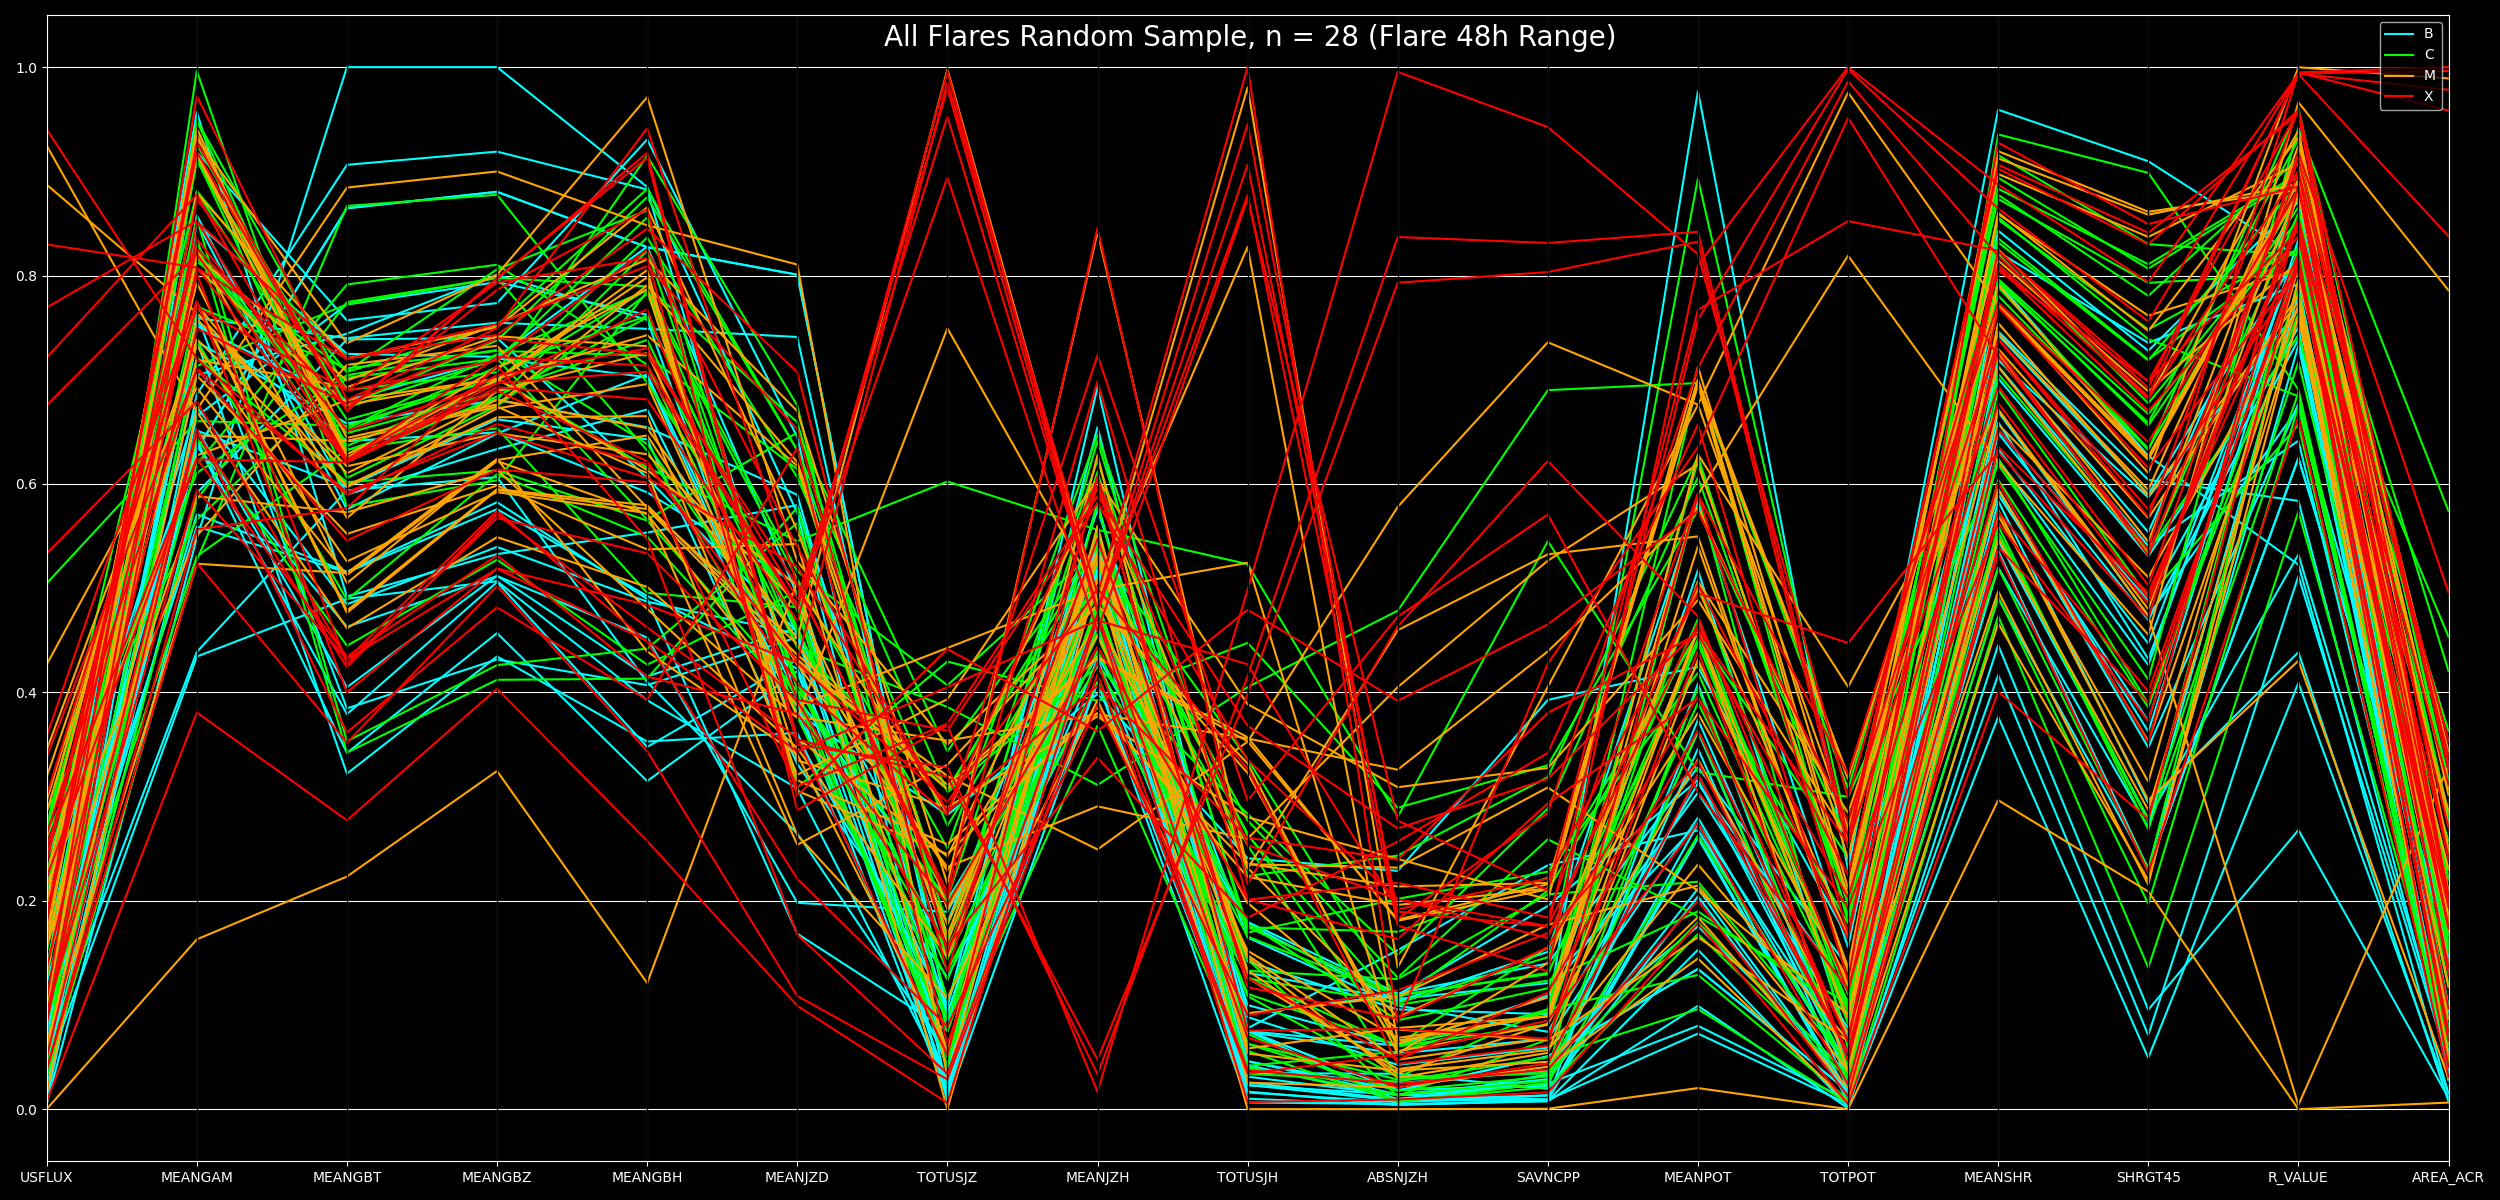 All Flares Random Sample, n = 28 (Flare 48h Range)
B
C
M
X
1.0
0.8
0.6
0.4
0.2
0.0
USFLUX MEANGAM MEANGBT MEANGBZ MEANGBH MEANJZD TOTUSJZ MEANJZH TOTUSJH ABSNJZH SAVNCPP MEANPOT TOTPOT MEANSHR SHRGT45 R_VALUE AREA_ACR